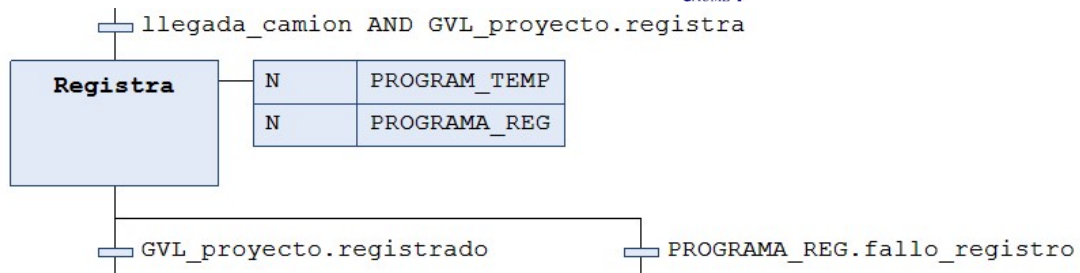 llegada_camion AND GVL_proyecto.registra
Registra
N PROGRAM_TEMP
N PROGRAMA_REG
GVL_proyecto.registrado
PROGRAMA_REG.fallo_registro